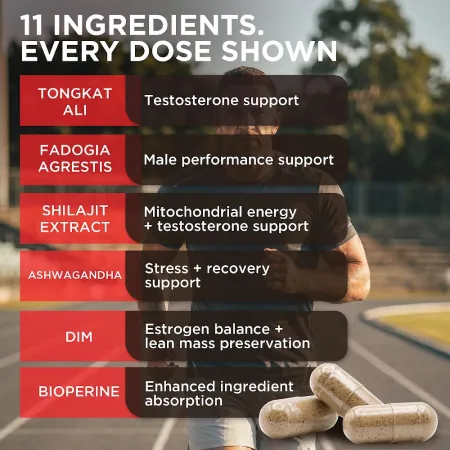 11 INGREDIENTS.
EVERY DOSE SHOWN
TONGKAT
ALI
Testosterone support
FADOGIA
AGRESTIS
Male performance support
SHILAJIT
EXTRACT
Mitochondrial energy
+ testosterone support
ASHWAGANDHA
Stress + recovery
support
DIM
Estrogen balance +
lean mass preservation
BIOPERINE
Enhanced ingredient
absorption